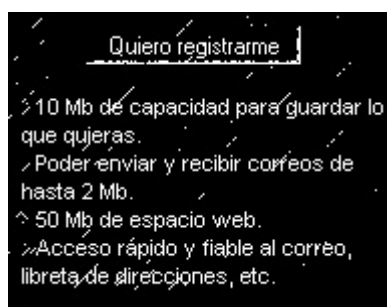 Quiero registrarme
10 Mb de capacidad para guardar lo
que quieras.
Poder enviar y recibir correos de
hasta 2 Mb.
50 Mb de espacio web.
Acceso rápido y fiable al correo,
libreta de direcciones, etc.